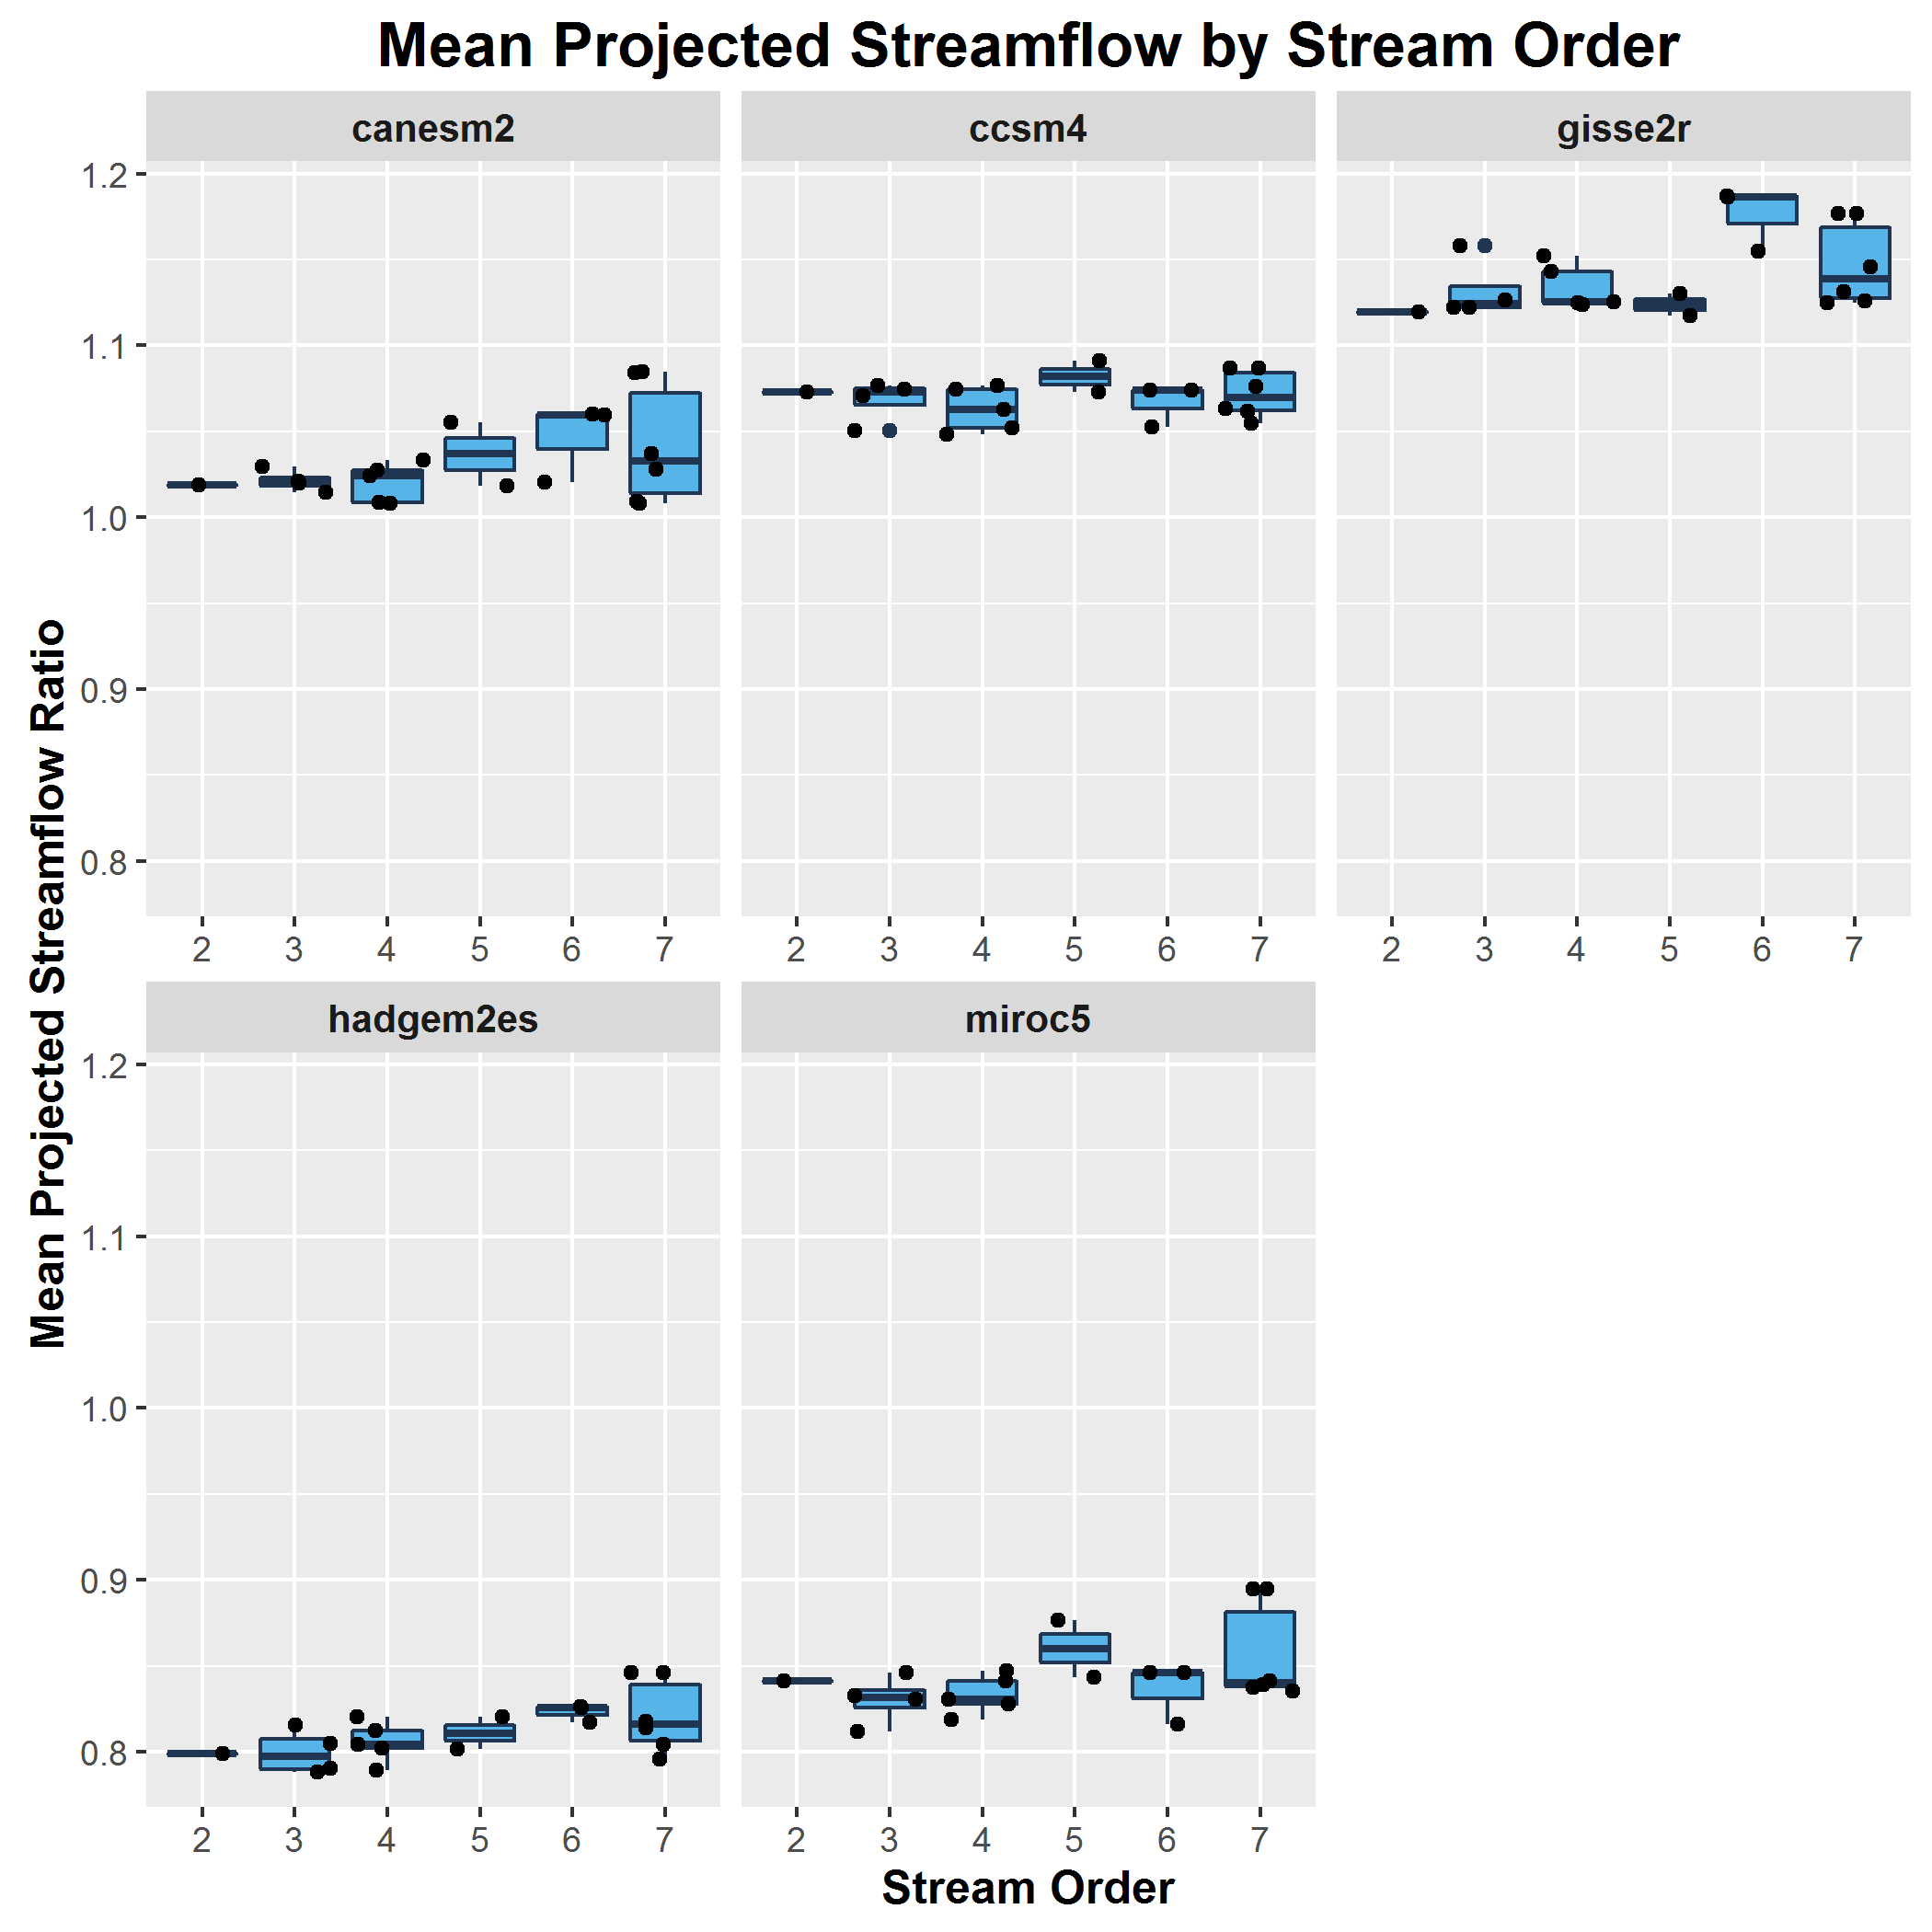 Mean Projected Streamflow by Stream Order
canesm2
ccsm4
gisse2r
1.2
1.1
1.0
0.9
0.8
2 3 4 5 6 7
2 3 4 5 6 7
2 3 4 5 6 7
Mean Projected Streamflow Ratio
hadgem2es
miroc5
1.2
1.1
1.0
0.9
0.8
2 3 4 5 6 7
2 3 4 5 6 7
Stream Order